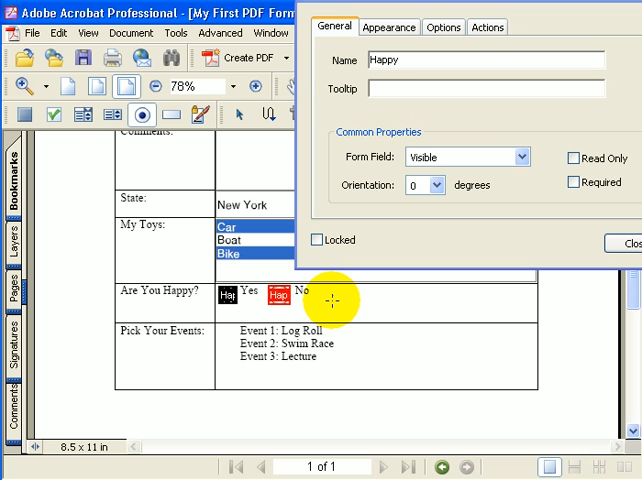 Adobe Acrobat Professional - [My First PDF Form
File Edit View Document Tools Advanced Window
Create PDF
78%
General Appearance Options Actions
Name Happy
Tooltip
Common Properties
Form Field: Visible
Read Only
Orientation: 0 degrees
Required
Locked
Clos
Bookmarks
Layers
Pages
Signatures
Comments
Comments:
State: New York
My Toys: Car
Boat
Bike
Are You Happy? Hap Yes Hap No
Pick Your Events: Event 1: Log Roll
Event 2: Swim Race
Event 3: Lecture
8.5 x 11 in
1 of 1